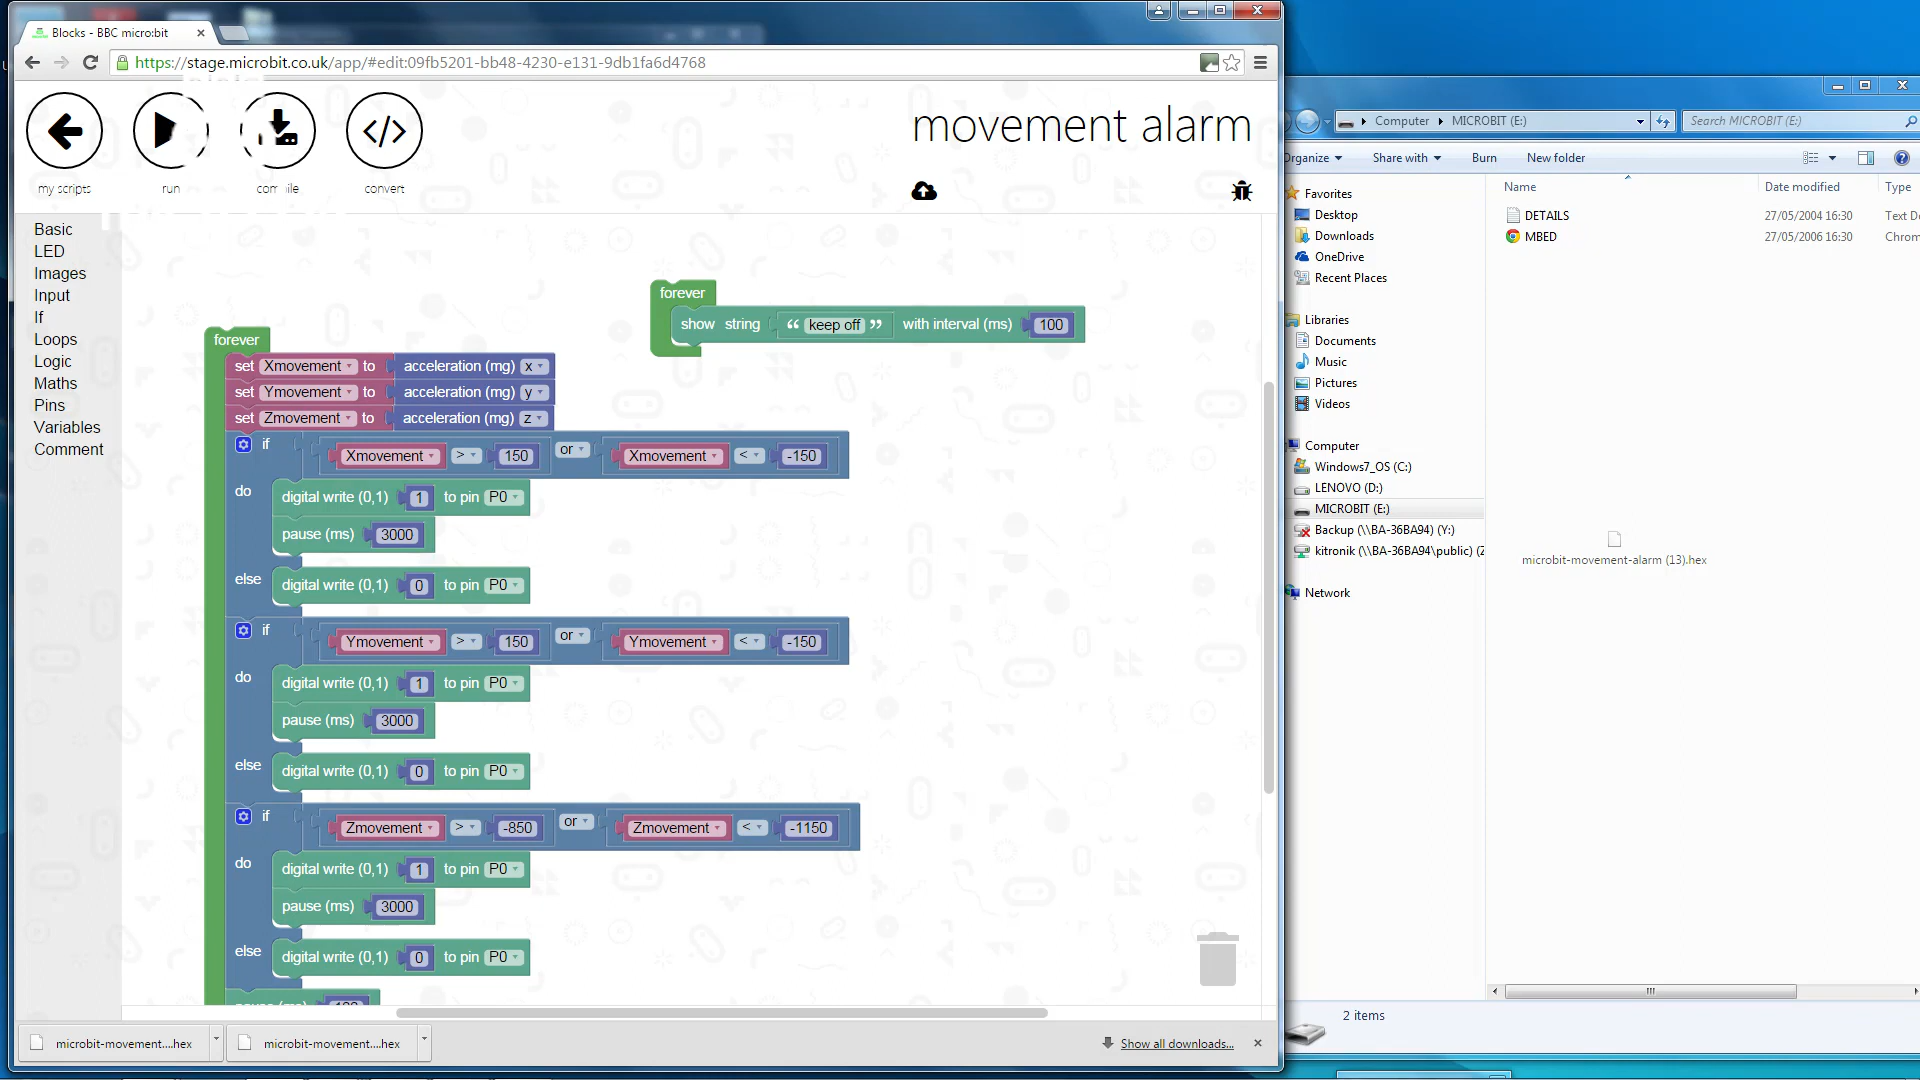 Blocks - BBC micro:bit
https://stage.microbit.co.uk/app/#edit:09fb5201-bb48-4230-e131-9db1fa6d4768
my scripts
run
compile
convert
movement alarm
Basic
LED
Images
Input
If
Loops
Logic
Maths
Pins
Variables
Comment
forever
show string “ keep off ” with interval (ms) 100
forever
set Xmovement to acceleration (mg) x
set Ymovement to acceleration (mg) y
set Zmovement to acceleration (mg) z
if Xmovement > 150 or Xmovement < -150
do digital write (0,1) 1 to pin P0
pause (ms) 3000
else digital write (0,1) 0 to pin P0
if Ymovement > 150 or Ymovement < -150
do digital write (0,1) 1 to pin P0
pause (ms) 3000
else digital write (0,1) 0 to pin P0
if Zmovement > -850 or Zmovement < -1150
do digital write (0,1) 1 to pin P0
pause (ms) 3000
else digital write (0,1) 0 to pin P0
microbit-movement....hex
microbit-movement....hex
Show all downloads...
Computer MICROBIT (E:)
Search MICROBIT (E:)
Organize Share with Burn New folder
Name Date modified Type
DETAILS 27/05/2004 16:30 Text Do
MBED 27/05/2006 16:30 Chrom
Favorites
Desktop
Downloads
OneDrive
Recent Places
Libraries
Documents
Music
Pictures
Videos
Computer
Windows7_OS (C:)
LENOVO (D:)
MICROBIT (E:)
Backup (\\BA-36BA94) (Y:)
kitronik (\\BA-36BA94\public) (Z
Network
microbit-movement-alarm (13).hex
2 items